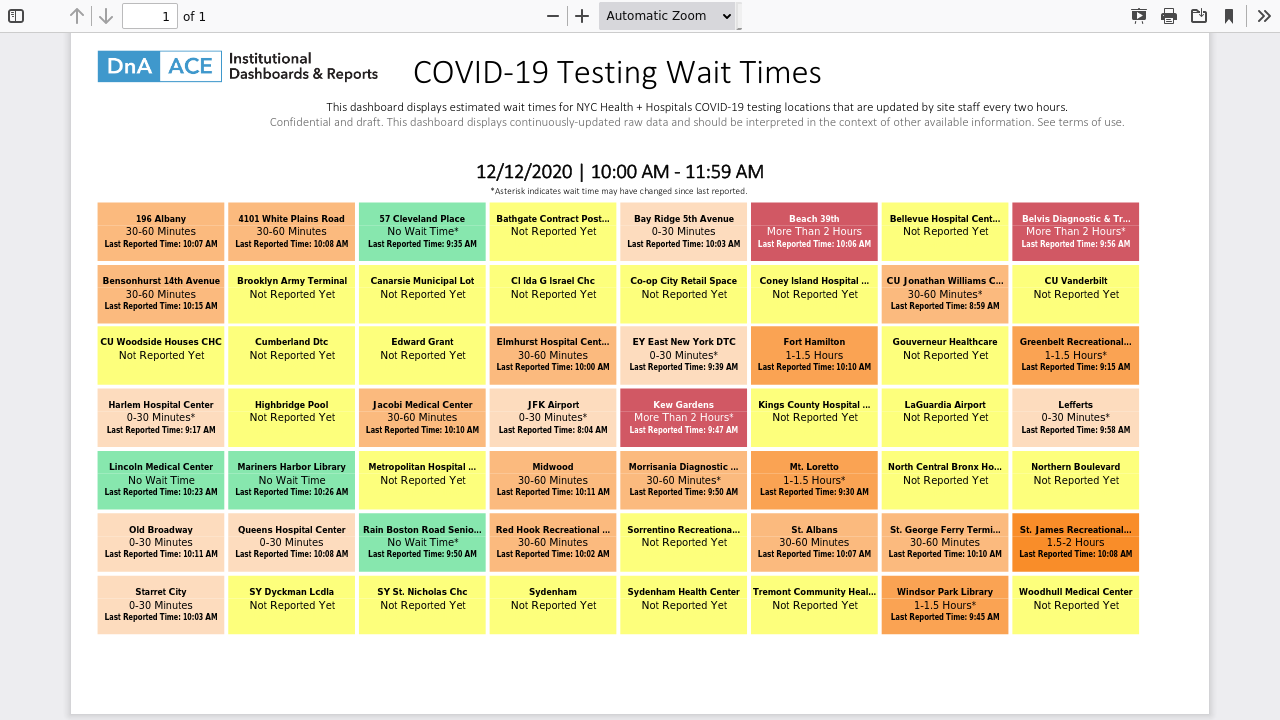 1 of 1 Automatic Zoom
DnA ACE Institutional
Dashboards & Reports
COVID-19 Testing Wait Times
This dashboard displays estimated wait times for NYC Health + Hospitals COVID-19 testing locations that are updated by site staff every two hours.
Confidential and draft. This dashboard displays continuously-updated raw data and should be interpreted in the context of other available information. See terms of use.
12/12/2020 | 10:00 AM - 11:59 AM
*Asterisk indicates wait time may have changed since last reported.
196 Albany
30-60 Minutes
Last Reported Time: 10:07 AM
4101 White Plains Road
30-60 Minutes
Last Reported Time: 10:08 AM
57 Cleveland Place
No Wait Time*
Last Reported Time: 9:35 AM
Bathgate Contract Post...
Not Reported Yet
Bay Ridge 5th Avenue
0-30 Minutes
Last Reported Time: 10:03 AM
Beach 39th
More Than 2 Hours
Last Reported Time: 10:06 AM
Bellevue Hospital Cent...
Not Reported Yet
Belvis Diagnostic & Tr...
More Than 2 Hours*
Last Reported Time: 9:56 AM
Bensonhurst 14th Avenue
30-60 Minutes
Last Reported Time: 10:15 AM
Brooklyn Army Terminal
Not Reported Yet
Canarsie Municipal Lot
Not Reported Yet
CI Ida G Israel Chc
Not Reported Yet
Co-op City Retail Space
Not Reported Yet
Coney Island Hospital ...
Not Reported Yet
CU Jonathan Williams C...
30-60 Minutes*
Last Reported Time: 8:59 AM
CU Vanderbilt
Not Reported Yet
CU Woodside Houses CHC
Not Reported Yet
Cumberland Dtc
Not Reported Yet
Edward Grant
Not Reported Yet
Elmhurst Hospital Cent...
30-60 Minutes
Last Reported Time: 10:00 AM
EY East New York DTC
0-30 Minutes*
Last Reported Time: 9:39 AM
Fort Hamilton
1-1.5 Hours
Last Reported Time: 10:10 AM
Gouverneur Healthcare
Not Reported Yet
Greenbelt Recreational...
1-1.5 Hours*
Last Reported Time: 9:15 AM
Harlem Hospital Center
0-30 Minutes*
Last Reported Time: 9:17 AM
Highbridge Pool
Not Reported Yet
Jacobi Medical Center
30-60 Minutes
Last Reported Time: 10:10 AM
JFK Airport
0-30 Minutes*
Last Reported Time: 8:04 AM
Kew Gardens
More Than 2 Hours*
Last Reported Time: 9:47 AM
Kings County Hospital ...
Not Reported Yet
LaGuardia Airport
Not Reported Yet
Lefferts
0-30 Minutes*
Last Reported Time: 9:58 AM
Lincoln Medical Center
No Wait Time
Last Reported Time: 10:23 AM
Mariners Harbor Library
No Wait Time
Last Reported Time: 10:26 AM
Metropolitan Hospital ...
Not Reported Yet
Midwood
30-60 Minutes
Last Reported Time: 10:11 AM
Morrisania Diagnostic ...
30-60 Minutes*
Last Reported Time: 9:50 AM
Mt. Loretto
1-1.5 Hours*
Last Reported Time: 9:30 AM
North Central Bronx Ho...
Not Reported Yet
Northern Boulevard
Not Reported Yet
Old Broadway
0-30 Minutes
Last Reported Time: 10:11 AM
Queens Hospital Center
0-30 Minutes
Last Reported Time: 10:08 AM
Rain Boston Road Senio...
No Wait Time*
Last Reported Time: 9:50 AM
Red Hook Recreational ...
30-60 Minutes
Last Reported Time: 10:02 AM
Sorrentino Recreationa...
Not Reported Yet
St. Albans
30-60 Minutes
Last Reported Time: 10:07 AM
St. George Ferry Termi...
30-60 Minutes
Last Reported Time: 10:10 AM
St. James Recreational...
1.5-2 Hours
Last Reported Time: 10:08 AM
Starret City
0-30 Minutes
Last Reported Time: 10:03 AM
SY Dyckman Lcdla
Not Reported Yet
SY St. Nicholas Chc
Not Reported Yet
Sydenham
Not Reported Yet
Sydenham Health Center
Not Reported Yet
Tremont Community Heal...
Not Reported Yet
Windsor Park Library
1-1.5 Hours*
Last Reported Time: 9:45 AM
Woodhull Medical Center
Not Reported Yet